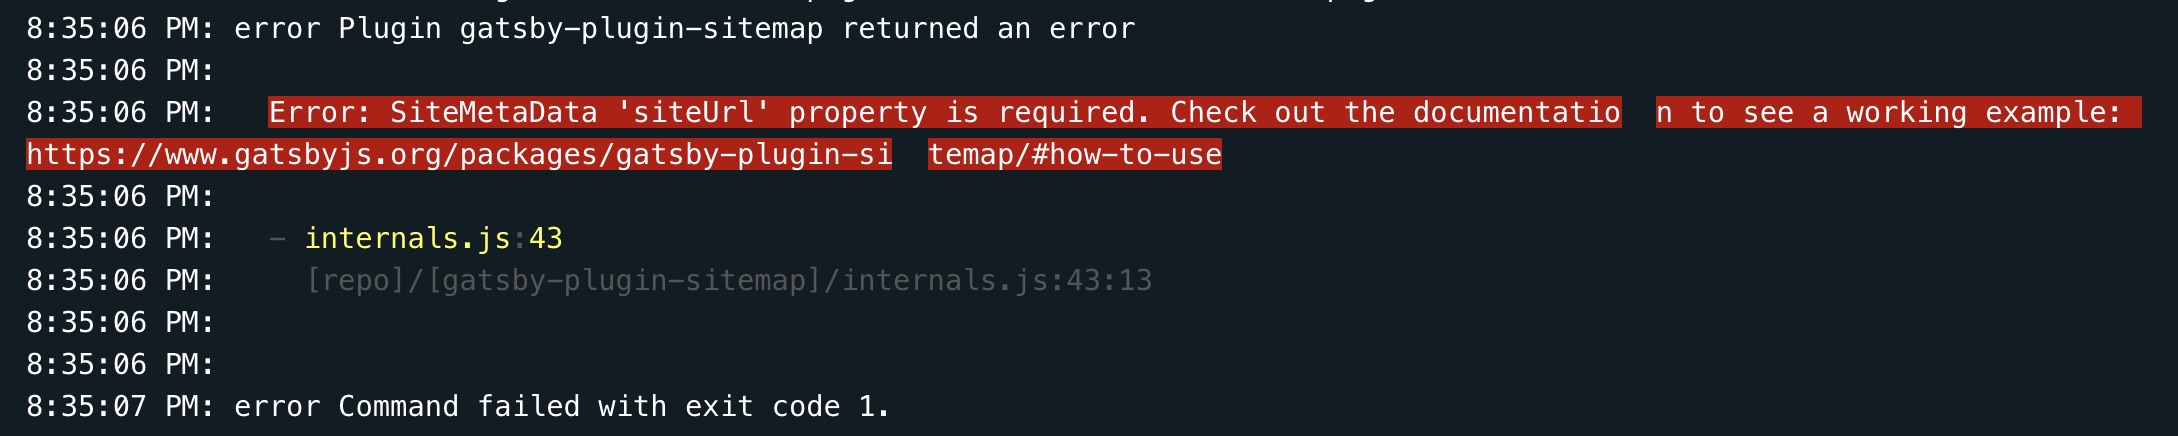 8:35:06 PM: error Plugin gatsby-plugin-sitemap returned an error
8:35:06 PM:
8:35:06 PM:   Error: SiteMetaData 'siteUrl' property is required. Check out the documentatio  n to see a working example:
https://www.gatsbyjs.org/packages/gatsby-plugin-si  temap/#how-to-use
8:35:06 PM:
8:35:06 PM:   - internals.js:43
8:35:06 PM:     [repo]/[gatsby-plugin-sitemap]/internals.js:43:13
8:35:06 PM:
8:35:06 PM:
8:35:07 PM: error Command failed with exit code 1.